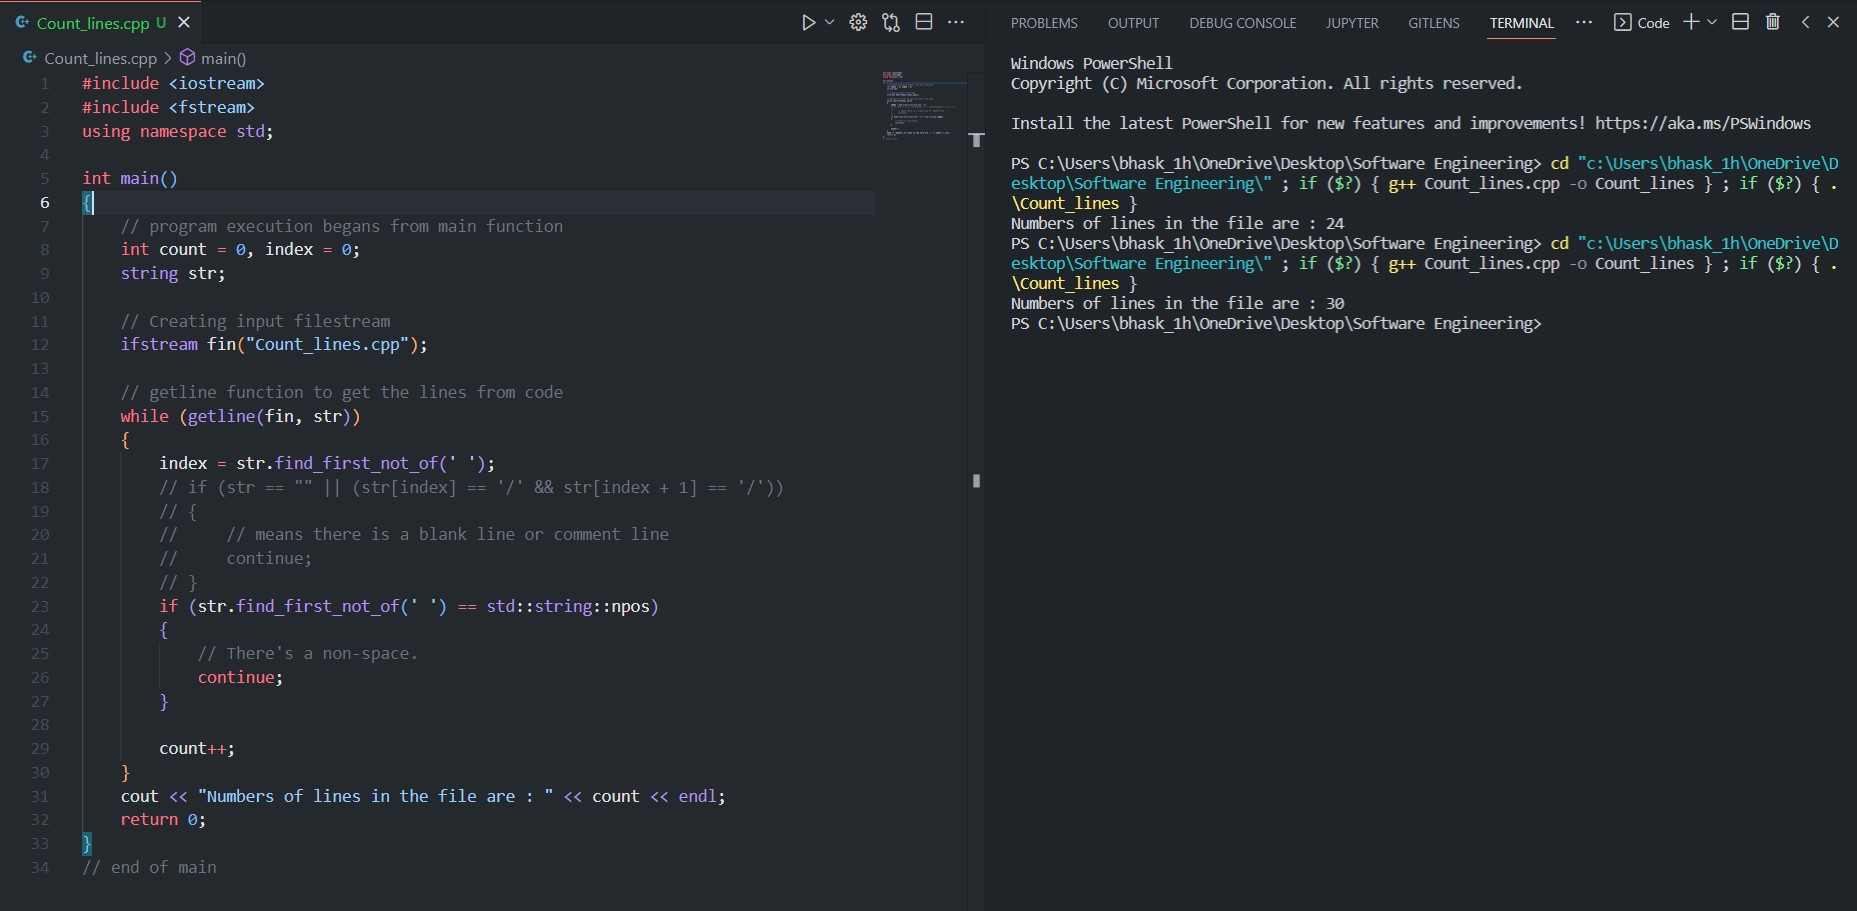 Count_lines.cpp U
Count_lines.cpp > main()
1 #include <iostream>
2 #include <fstream>
3 using namespace std;
4
5 int main()
6 {
7 // program execution begans from main function
8 int count = 0, index = 0;
9 string str;
10
11 // Creating input filestream
12 ifstream fin("Count_lines.cpp");
13
14 // getline function to get the lines from code
15 while (getline(fin, str))
16 {
17 index = str.find_first_not_of(' ');
18 // if (str == "" || (str[index] == '/' && str[index + 1] == '/'))
19 // {
20 //     // means there is a blank line or comment line
21 //     continue;
22 // }
23 if (str.find_first_not_of(' ') == std::string::npos)
24 {
25 // There's a non-space.
26 continue;
27 }
28
29 count++;
30 }
31 cout << "Numbers of lines in the file are : " << count << endl;
32 return 0;
33 }
34 // end of main
PROBLEMS OUTPUT DEBUG CONSOLE JUPYTER GITLENS TERMINAL ··· Code
Windows PowerShell
Copyright (C) Microsoft Corporation. All rights reserved.
Install the latest PowerShell for new features and improvements! https://aka.ms/PSWindows
PS C:\Users\bhask_1h\OneDrive\Desktop\Software Engineering> cd "c:\Users\bhask_1h\OneDrive\D
esktop\Software Engineering\" ; if ($?) { g++ Count_lines.cpp -o Count_lines } ; if ($?) { .
\Count_lines }
Numbers of lines in the file are : 24
PS C:\Users\bhask_1h\OneDrive\Desktop\Software Engineering> cd "c:\Users\bhask_1h\OneDrive\D
esktop\Software Engineering\" ; if ($?) { g++ Count_lines.cpp -o Count_lines } ; if ($?) { .
\Count_lines }
Numbers of lines in the file are : 30
PS C:\Users\bhask_1h\OneDrive\Desktop\Software Engineering>